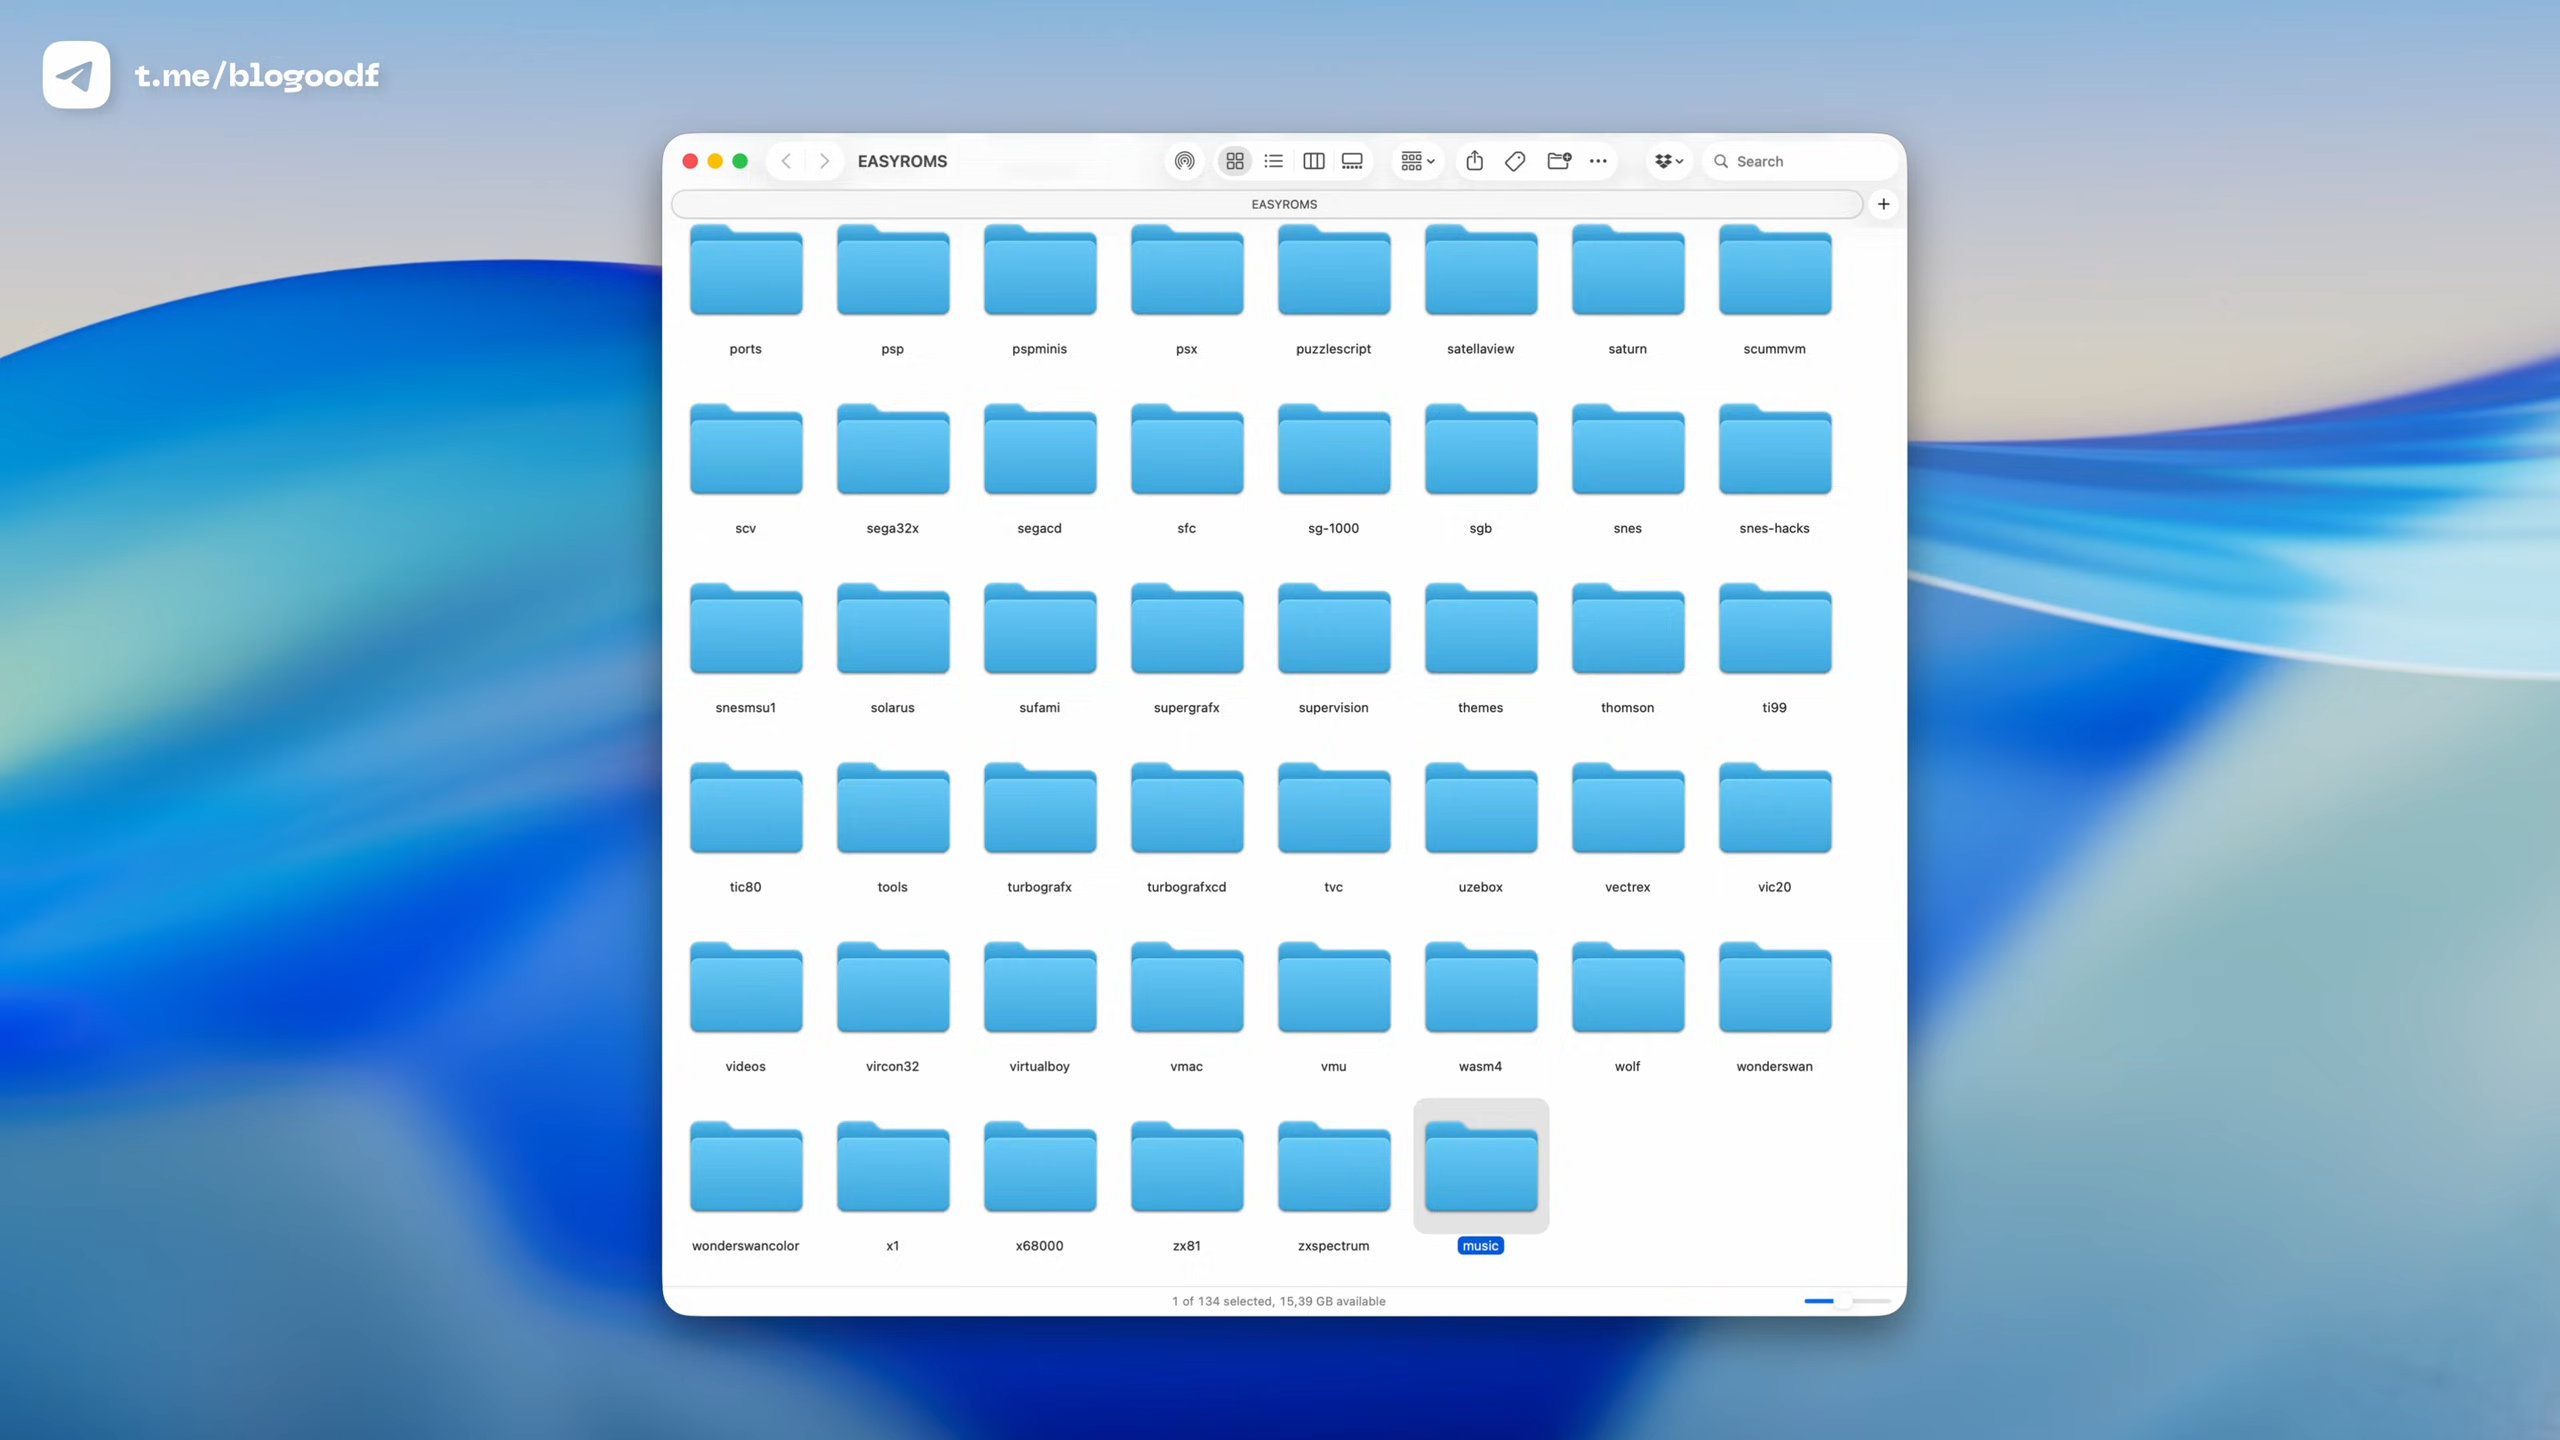 t.me/blogoodf
EASYROMS
Search
EASYROMS
ports psp pspminis psx puzzlescript satellaview saturn scummvm
scv sega32x segacd sfc sg-1000 sgb snes snes-hacks
snesmsu1 solarus sufami supergrafx supervision themes thomson ti99
tic80 tools turbografx turbografxcd tvc uzebox vectrex vic20
videos vircon32 virtualboy vmac vmu wasm4 wolf wonderswan
wonderswancolor x1 x68000 zx81 zxspectrum music
1 of 134 selected, 15,39 GB available